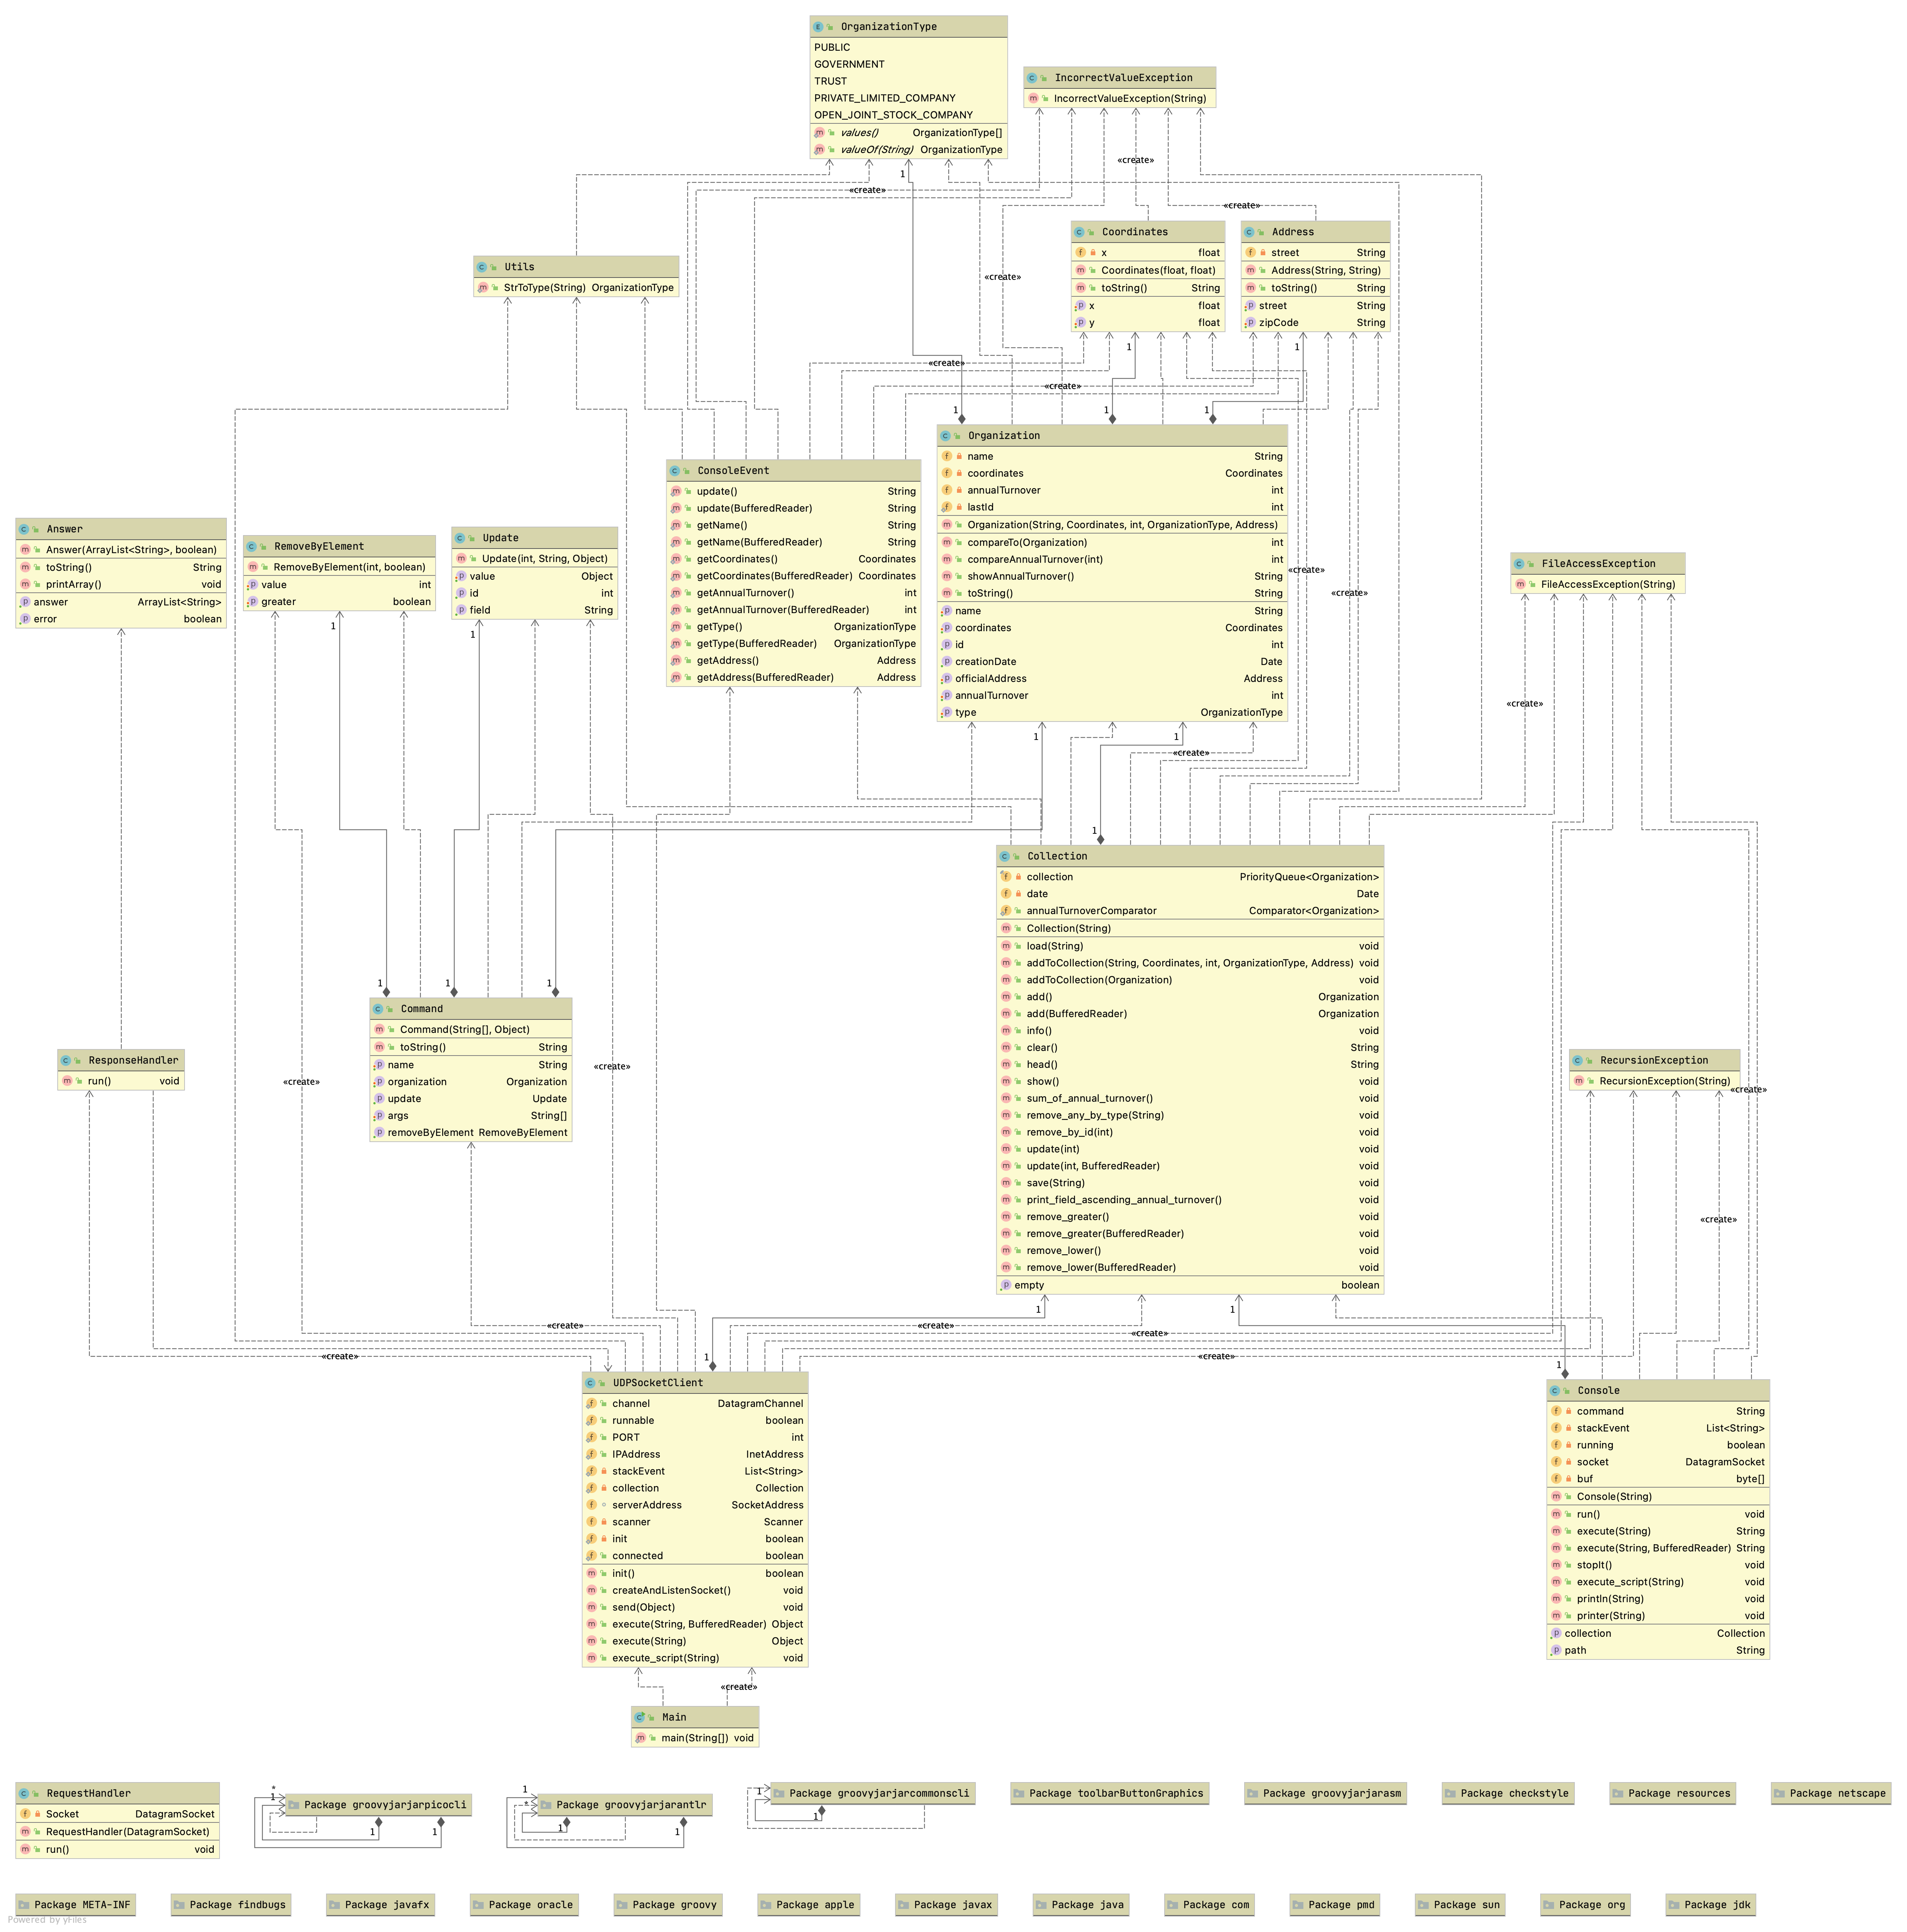 OrganizationType
PUBLIC
GOVERNMENT
TRUST
PRIVATE_LIMITED_COMPANY
OPEN_JOINT_STOCK_COMPANY
values() OrganizationType[]
valueOf(String) OrganizationType
IncorrectValueException
IncorrectValueException(String)
«create»
1
«create»
«create»
Coordinates
x float
Coordinates(float, float)
toString() String
x float
y float
Address
street String
Address(String, String)
toString() String
street String
zipCode String
Utils
StrToType(String) OrganizationType
«create»
1
1
«create»
«create»
1
1
1
Organization
name String
coordinates Coordinates
annualTurnover int
lastId int
Organization(String, Coordinates, int, OrganizationType, Address)
compareTo(Organization) int
compareAnnualTurnover(int) int
showAnnualTurnover() String
toString() String
name String
coordinates Coordinates
id int
creationDate Date
officialAddress Address
annualTurnover int
type OrganizationType
ConsoleEvent
update() String
update(BufferedReader) String
getName() String
getName(BufferedReader) String
getCoordinates() Coordinates
getCoordinates(BufferedReader) Coordinates
getAnnualTurnover() int
getAnnualTurnover(BufferedReader) int
getType() OrganizationType
getType(BufferedReader) OrganizationType
getAddress() Address
getAddress(BufferedReader) Address
Answer
Answer(ArrayList<String>, boolean)
toString() String
printArray() void
answer ArrayList<String>
error boolean
RemoveByElement
RemoveByElement(int, boolean)
value int
greater boolean
Update
Update(int, String, Object)
value Object
id int
field String
FileAccessException
FileAccessException(String)
«create»
«create»
1
1
«create»
1
1
«create»
1
Collection
collection PriorityQueue<Organization>
date Date
annualTurnoverComparator Comparator<Organization>
Collection(String)
load(String) void
addToCollection(String, Coordinates, int, OrganizationType, Address) void
addToCollection(Organization) void
add() Organization
add(BufferedReader) Organization
info() void
clear() String
head() String
show() void
sum_of_annual_turnover() void
remove_any_by_type(String) void
remove_by_id(int) void
update(int) void
update(int, BufferedReader) void
save(String) void
print_field_ascending_annual_turnover() void
remove_greater() void
remove_greater(BufferedReader) void
remove_lower() void
remove_lower(BufferedReader) void
empty boolean
1
1
1
Command
Command(String[], Object)
toString() String
name String
organization Organization
update Update
args String[]
removeByElement RemoveByElement
ResponseHandler
run() void
«create»
«create»
RecursionException
RecursionException(String)
«create»
«create»
1
1
«create»
«create»
«create»
«create»
«create»
1
1
UDPSocketClient
channel DatagramChannel
runnable boolean
PORT int
IPAddress InetAddress
stackEvent List<String>
collection Collection
serverAddress SocketAddress
scanner Scanner
init boolean
connected boolean
init() boolean
createAndListenSocket() void
send(Object) void
execute(String, BufferedReader) Object
execute(String) Object
execute_script(String) void
Console
command String
stackEvent List<String>
running boolean
socket DatagramSocket
buf byte[]
Console(String)
run() void
execute(String) String
execute(String, BufferedReader) String
stopIt() void
execute_script(String) void
println(String) void
printer(String) void
collection Collection
path String
«create»
Main
main(String[]) void
RequestHandler
Socket DatagramSocket
RequestHandler(DatagramSocket)
run() void
*
1
Package groovyjarjarpicocli
1
1
1
*
Package groovyjarjarantlr
1
1
1
Package groovyjarjarcommonscli
1
Package toolbarButtonGraphics
Package groovyjarjarasm
Package checkstyle
Package resources
Package netscape
Package META-INF
Package findbugs
Package javafx
Package oracle
Package groovy
Package apple
Package javax
Package java
Package com
Package pmd
Package sun
Package org
Package jdk
Powered by yFiles